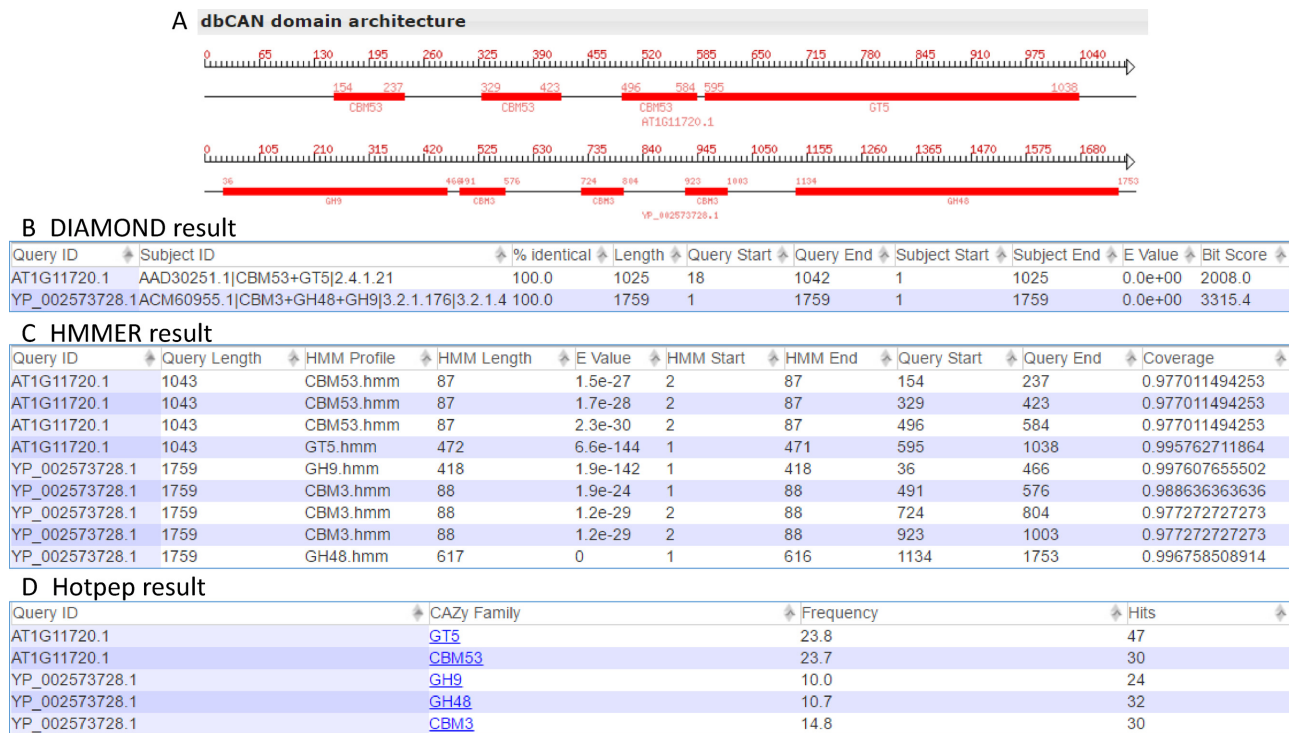 A dbCAN domain architecture
0 65 130 195 260 325 390 455 520 585 650 715 780 845 910 975 1040
154 237 329 423 496 584 595 1038
CBM53 CBM53 CBM53 GT5
AT1G11720.1
0 105 210 315 420 525 630 735 840 945 1050 1155 1260 1365 1470 1575 1680
36 466 491 576 724 804 923 1003 1134 1753
GH9 CBM3 CBM3 CBM3 GH48
YP_002573728.1
B DIAMOND result
Query ID Subject ID % identical Length Query Start Query End Subject Start Subject End E Value Bit Score
AT1G11720.1 AAD30251.1|CBM53+GT5|2.4.1.21 100.0 1025 18 1042 1 1025 0.0e+00 2008.0
YP_002573728.1 ACM60955.1|CBM3+GH48+GH9|3.2.1.176|3.2.1.4 100.0 1759 1 1759 1 1759 0.0e+00 3315.4
C HMMER result
Query ID Query Length HMM Profile HMM Length E Value HMM Start HMM End Query Start Query End Coverage
AT1G11720.1 1043 CBM53.hmm 87 1.5e-27 2 87 154 237 0.977011494253
AT1G11720.1 1043 CBM53.hmm 87 1.7e-28 2 87 329 423 0.977011494253
AT1G11720.1 1043 CBM53.hmm 87 2.3e-30 2 87 496 584 0.977011494253
AT1G11720.1 1043 GT5.hmm 472 6.6e-144 1 471 595 1038 0.995762711864
YP_002573728.1 1759 GH9.hmm 418 1.9e-142 1 418 36 466 0.997607655502
YP_002573728.1 1759 CBM3.hmm 88 1.9e-24 1 88 491 576 0.988636363636
YP_002573728.1 1759 CBM3.hmm 88 1.2e-29 2 88 724 804 0.977272727273
YP_002573728.1 1759 CBM3.hmm 88 1.2e-29 2 88 923 1003 0.977272727273
YP_002573728.1 1759 GH48.hmm 617 0 1 616 1134 1753 0.996758508914
D Hotpep result
Query ID CAZy Family Frequency Hits
AT1G11720.1 GT5 23.8 47
AT1G11720.1 CBM53 23.7 30
YP_002573728.1 GH9 10.0 24
YP_002573728.1 GH48 10.7 32
YP_002573728.1 CBM3 14.8 30